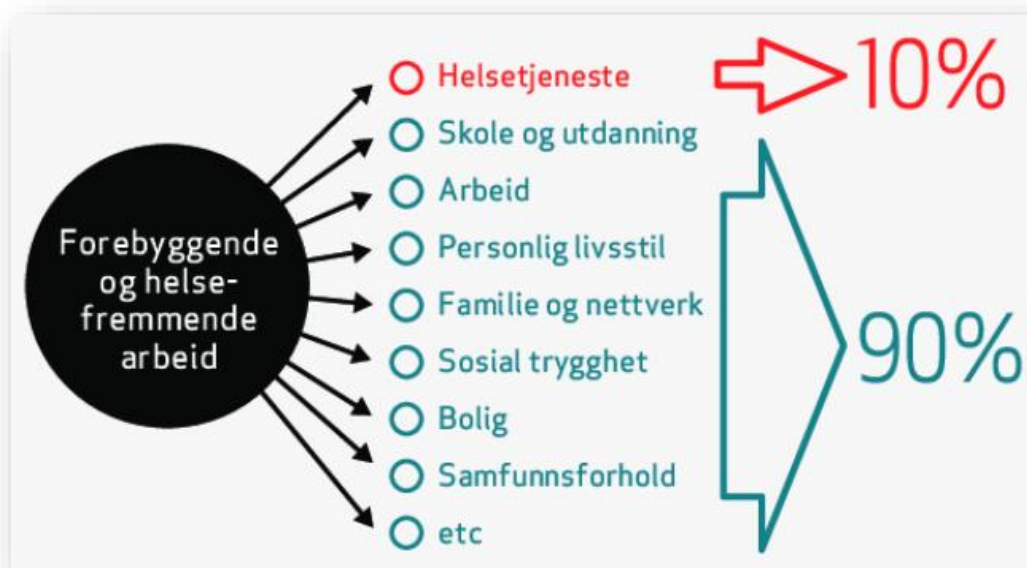 Forebyggende
og helse-
fremmende
arbeid
Helsetjeneste
10%
Skole og utdanning
Arbeid
Personlig livsstil
Familie og nettverk
Sosial trygghet
Bolig
Samfunnsforhold
etc
90%